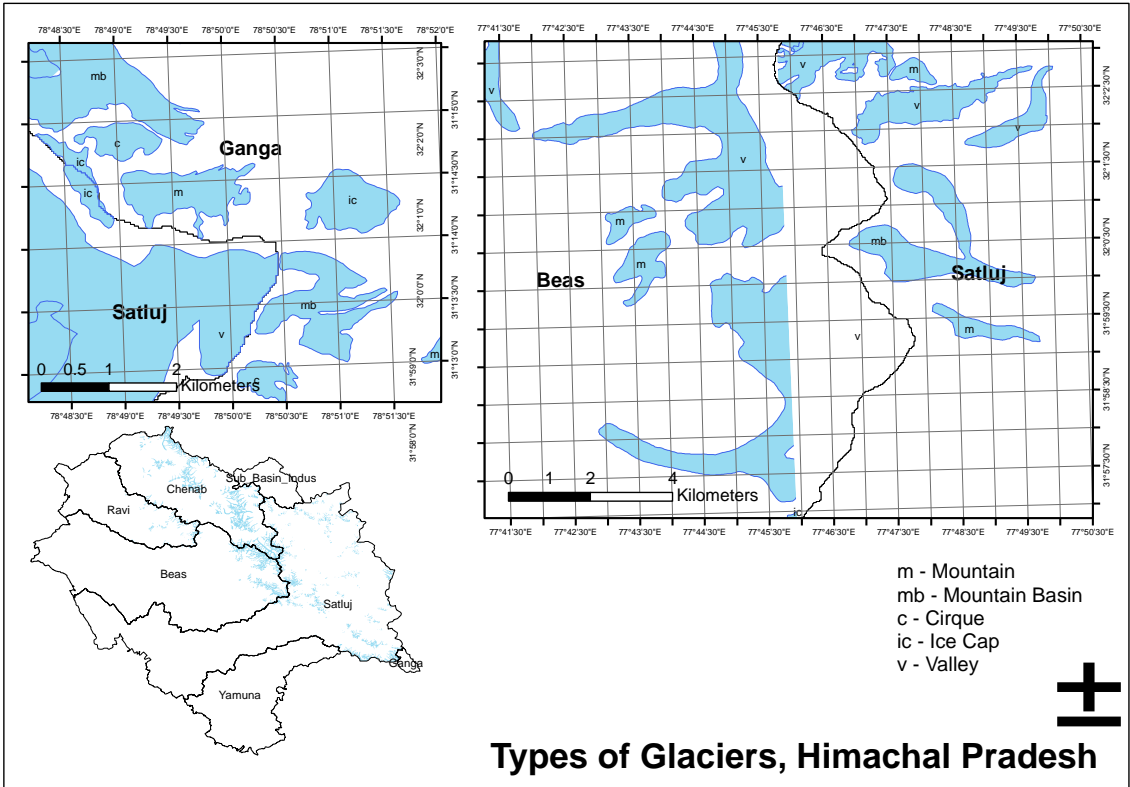 78°48'30"E 78°49'0"E 78°49'30"E 78°50'0"E 78°50'30"E 78°51'0"E 78°51'30"E 78°52'0"E
mb
c
Ganga
ic
ic
m
ic
Satluj
mb
v
m
c
0 0.5 1 2
Kilometers
32°3'0"N
31°15'0"N
32°2'0"N
31°14'30"N
32°1'0"N
31°14'0"N
32°0'0"N
31°13'30"N
31°59'0"N
31°13'0"N
31°58'0"N
78°48'30"E 78°49'0"E 78°49'30"E 78°50'0"E 78°50'30"E 78°51'0"E 78°51'30"E
77°41'30"E 77°42'30"E 77°43'30"E 77°44'30"E 77°45'30"E 77°46'30"E 77°47'30"E 77°48'30"E 77°49'30"E 77°50'30"E
v
v
m
v
v
v
m
mb
m
Beas
Satluj
m
v
ic
0 2 4
Kilometers
32°2'30"N
32°1'30"N
32°0'30"N
31°59'30"N
31°58'30"N
31°57'30"N
77°41'30"E 77°42'30"E 77°43'30"E 77°44'30"E 77°45'30"E 77°46'30"E 77°47'30"E 77°48'30"E 77°49'30"E 77°50'30"E
Chenab
Sub_Basin_Indus
Ravi
Beas
Satluj
Ganga
Yamuna
m - Mountain
mb - Mountain Basin
c - Cirque
ic - Ice Cap
v - Valley
Types of Glaciers, Himachal Pradesh